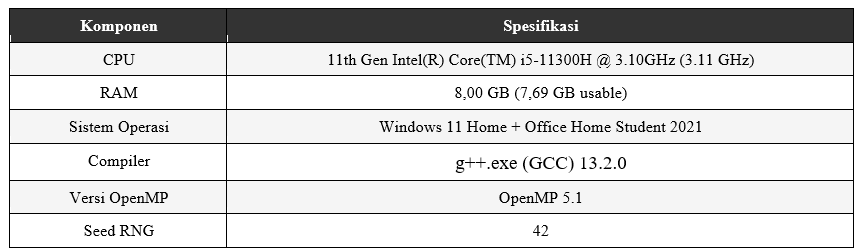 Komponen Spesifikasi
CPU 11th Gen Intel(R) Core(TM) i5-11300H @ 3.10GHz (3.11 GHz)
RAM 8,00 GB (7,69 GB usable)
Sistem Operasi Windows 11 Home + Office Home Student 2021
Compiler g++.exe (GCC) 13.2.0
Versi OpenMP OpenMP 5.1
Seed RNG 42